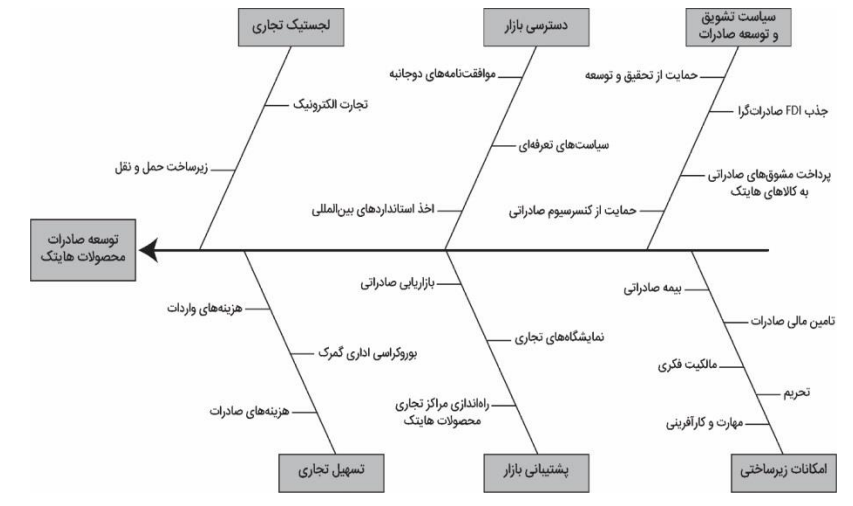 سیاست تشویق
و توسعه صادرات
دسترسی بازار
لجستیک تجاری
حمایت از تحقیق و توسعه
جذب FDI صادرات‌گرا
پرداخت مشوق‌های صادراتی
به کالاهای هایتک
حمایت از کنسرسیوم صادراتی
موافقت‌نامه‌های دوجانبه
سیاست‌های تعرفه‌ای
اخذ استانداردهای بین‌المللی
تجارت الکترونیک
زیرساخت حمل و نقل
توسعه صادرات
محصولات هایتک
بیمه صادراتی
تامین مالی صادرات
مالکیت فکری
تحریم
مهارت و کارآفرینی
بازاریابی صادراتی
نمایشگاه‌های تجاری
راه‌اندازی مراکز تجاری
محصولات هایتک
هزینه‌های واردات
بوروکراسی اداری گمرک
هزینه‌های صادرات
امکانات زیرساختی
پشتیبانی بازار
تسهیل تجاری